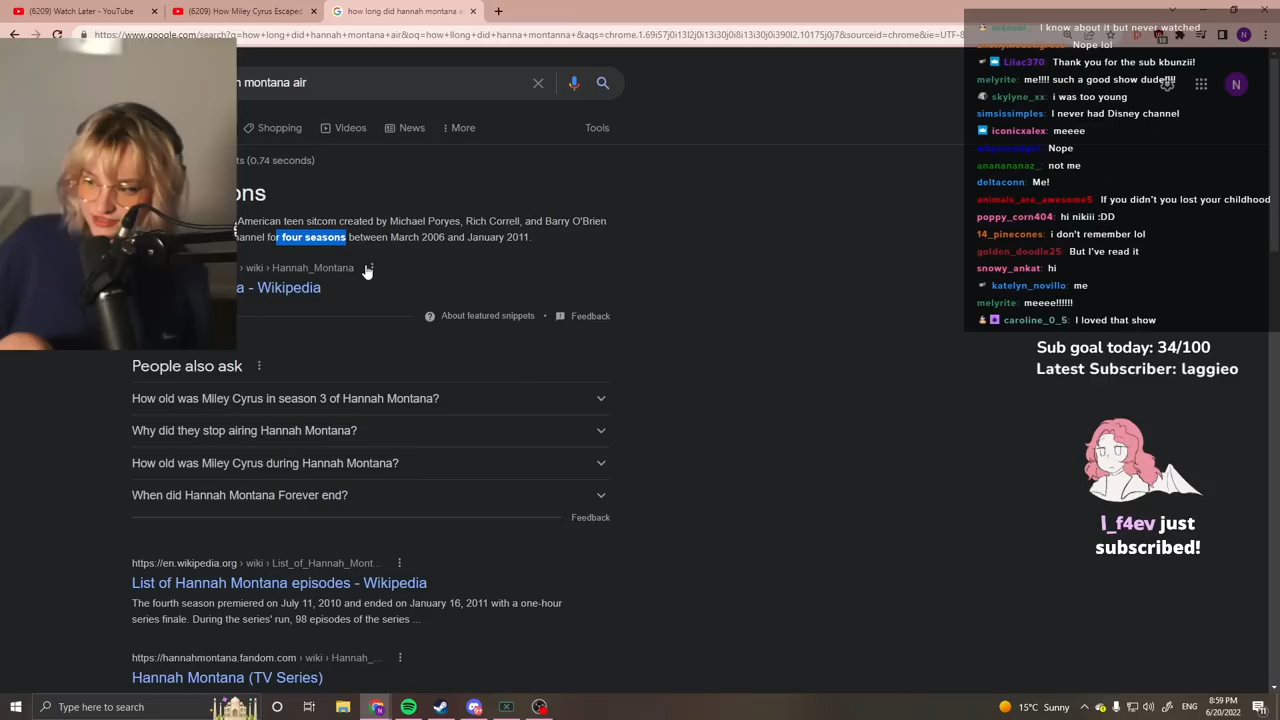 (6209) Watch Later - YouTube
(6209) How Miley Cyrus Escaped
how long did hannah montana a
n montana air
Shopping
Videos
News
More
Tools
ts (0.74 seconds)
ons
American teen sitcom created by Michael Poryes, Rich Correll, and Barry O'Brien
hannel for four seasons between March 2006 and January 2011.
› wiki › Hannah_Montana
a - Wikipedia
About featured snippets
•
Feedback
People also ask
How old was Miley Cyrus in season 3 of Hannah Montana?
Why did they stop airing Hannah Montana?
How old was Miley Cyrus during Hannah Montana?
When did Hannah Montana Forever end?
Feedback
https://en.wikipedia.org › wiki › List_of_Hannah_Mont...
List of Hannah Montana episodes - Wikipedia
The fourth season premiered on July 11, 2010 and ended on January 16, 2011 with a one-hour
series finale. During the series' run, 98 episodes of the series ...
https://hannahmontana.fandom.com › wiki › Hannah_...
Hannah Montana (TV Series)
I know about it but never watched
Nope lol
Lilac370: Thank you for the sub kbunzii!
melyrite: me!!!! such a good show dude!!!!
skylyne_xx: i was too young
simsissimples: I never had Disney channel
iconicxalex: meeee
Nope
anananananaz_: not me
deltaconn: Me!
animals_are_awesome5 If you didn't you lost your childhood
poppy_corn404: hi nikiii :DD
14_pinecones: i don't remember lol
golden_doodle25: But I've read it
snowy_ankat: hi
katelyn_novillo: me
melyrite: meeee!!!!!!
caroline_0_5: I loved that show
N
N
Sub goal today: 34/100
Latest Subscriber: laggieo
l_f4ev just
subscribed!
Type here to search
15°C Sunny
8:59 PM
6/20/2022